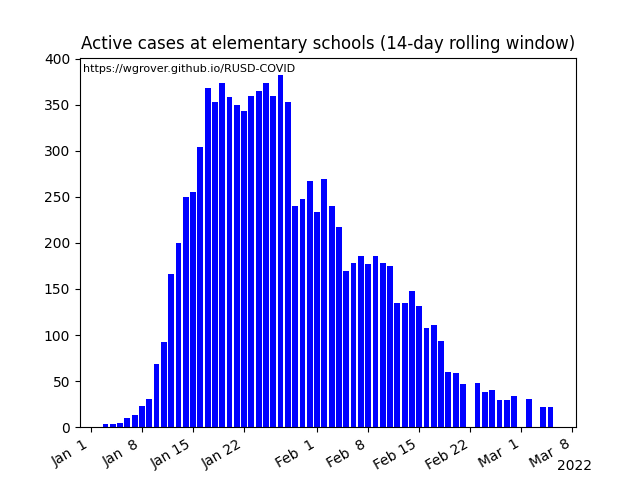 Active cases at elementary schools (14-day rolling window)
https://wgrover.github.io/RUSD-COVID
400
350
300
250
200
150
100
50
0
Jan 1
Jan 8
Jan 15
Jan 22
Feb 1
Feb 8
Feb 15
Feb 22
Mar 1
Mar 8
2022